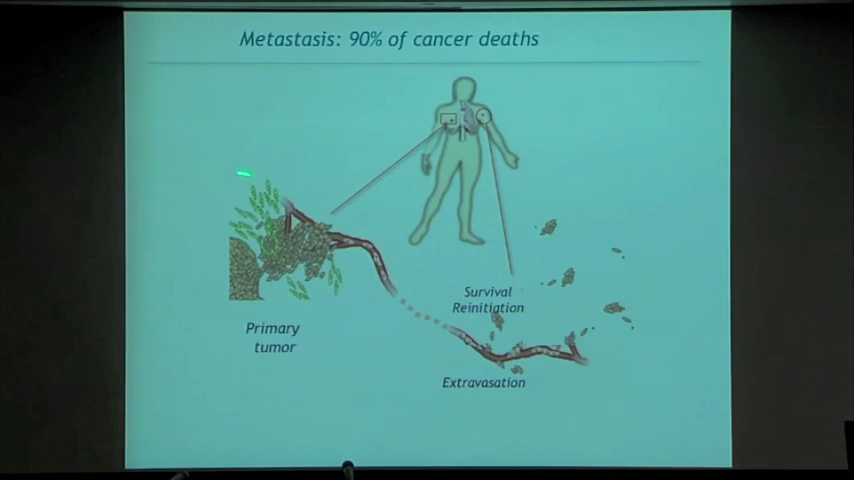 Metastasis: 90% of cancer deaths
Survival
Reinitiation
Primary
tumor
Extravasation